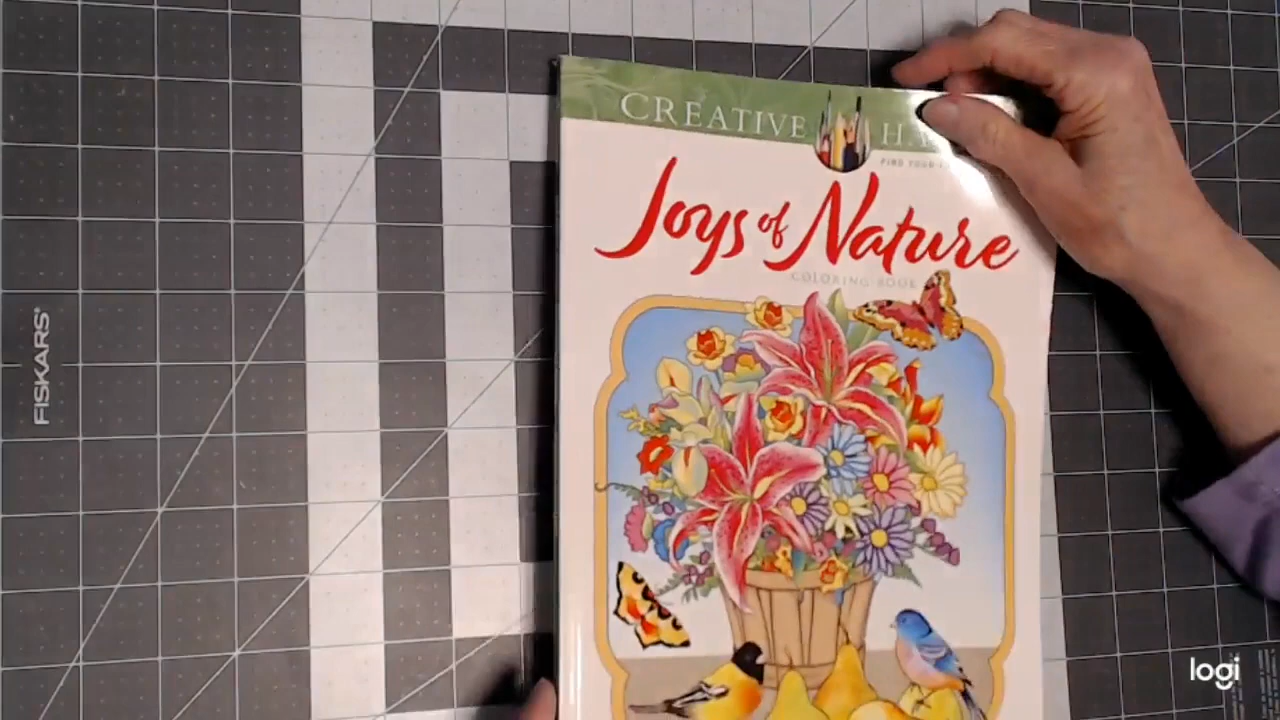 CREATIVE
Joys of Nature
COLORING BOOK
FISKARS®
logi